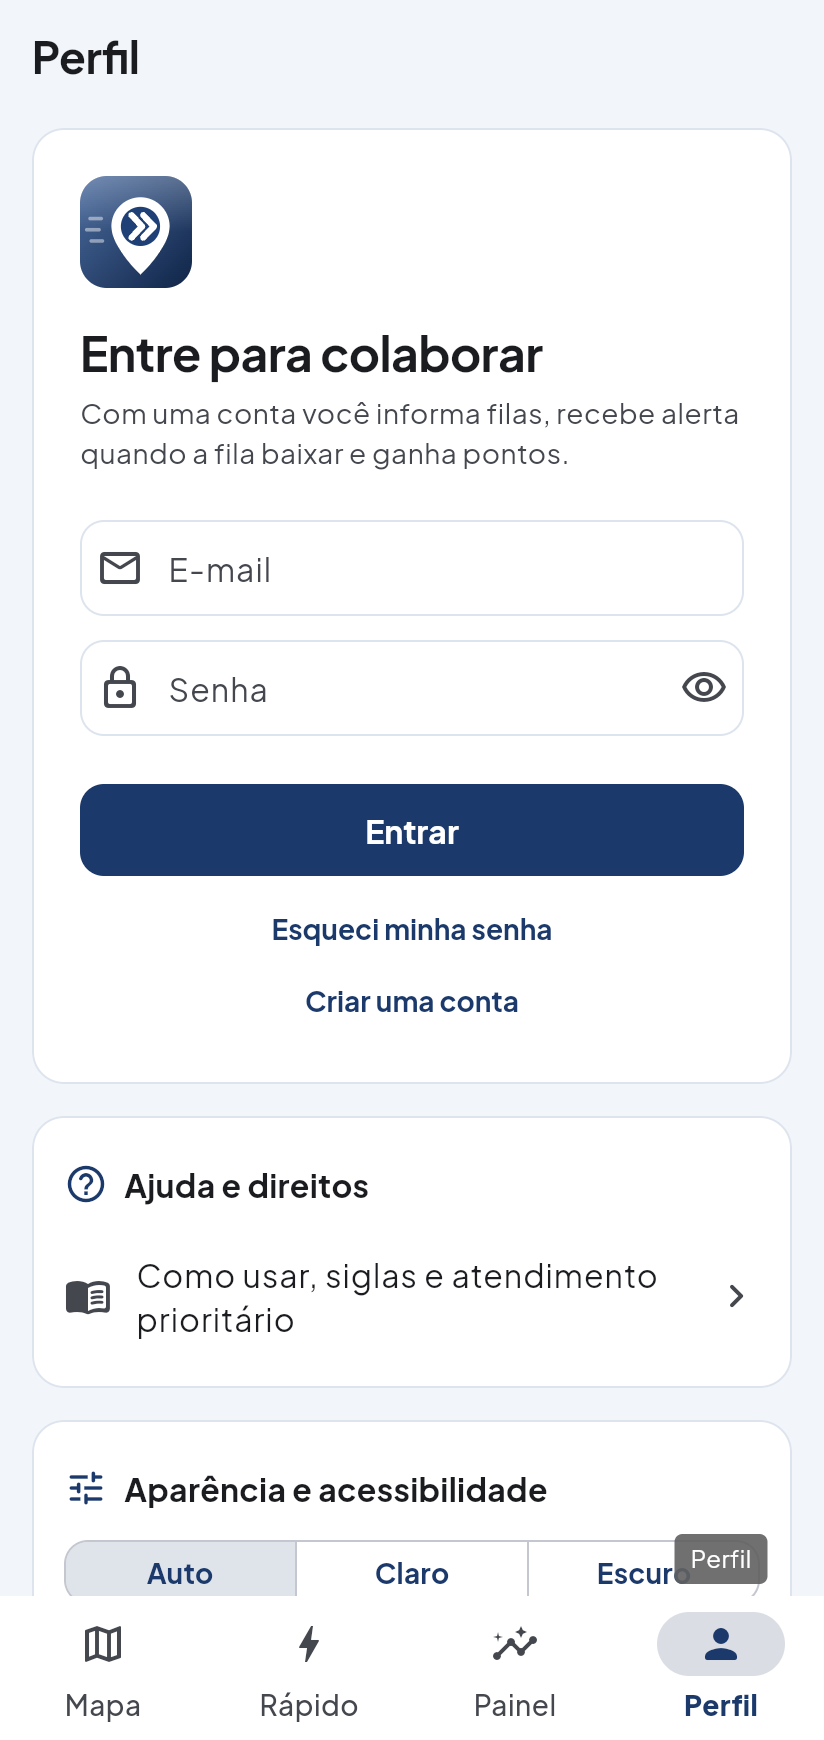 Perfil
Entre para colaborar
Com uma conta você informa filas, recebe alerta
quando a fila baixar e ganha pontos.
E-mail
Senha
Entrar
Esqueci minha senha
Criar uma conta
Ajuda e direitos
Como usar, siglas e atendimento
prioritário
Aparência e acessibilidade
Auto
Claro
Escuro
Perfil
Mapa
Rápido
Painel
Perfil